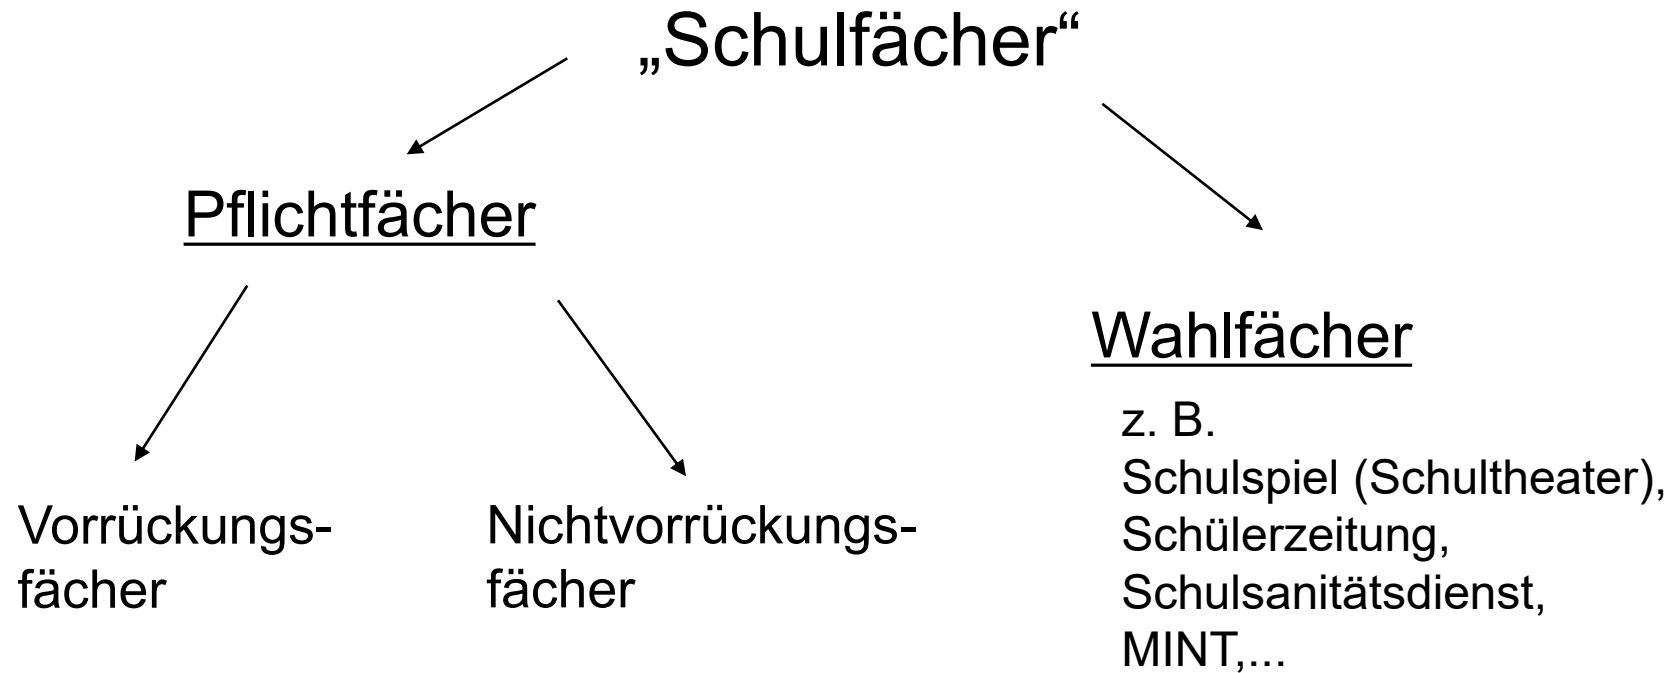 „Schulfächer“
Pflichtfächer
Wahlfächer
z. B.
Schulspiel (Schultheater),
Schülerzeitung,
Schulsanitätsdienst,
MINT,...
Vorrückungs-
fächer
Nichtvorrückungs-
fächer